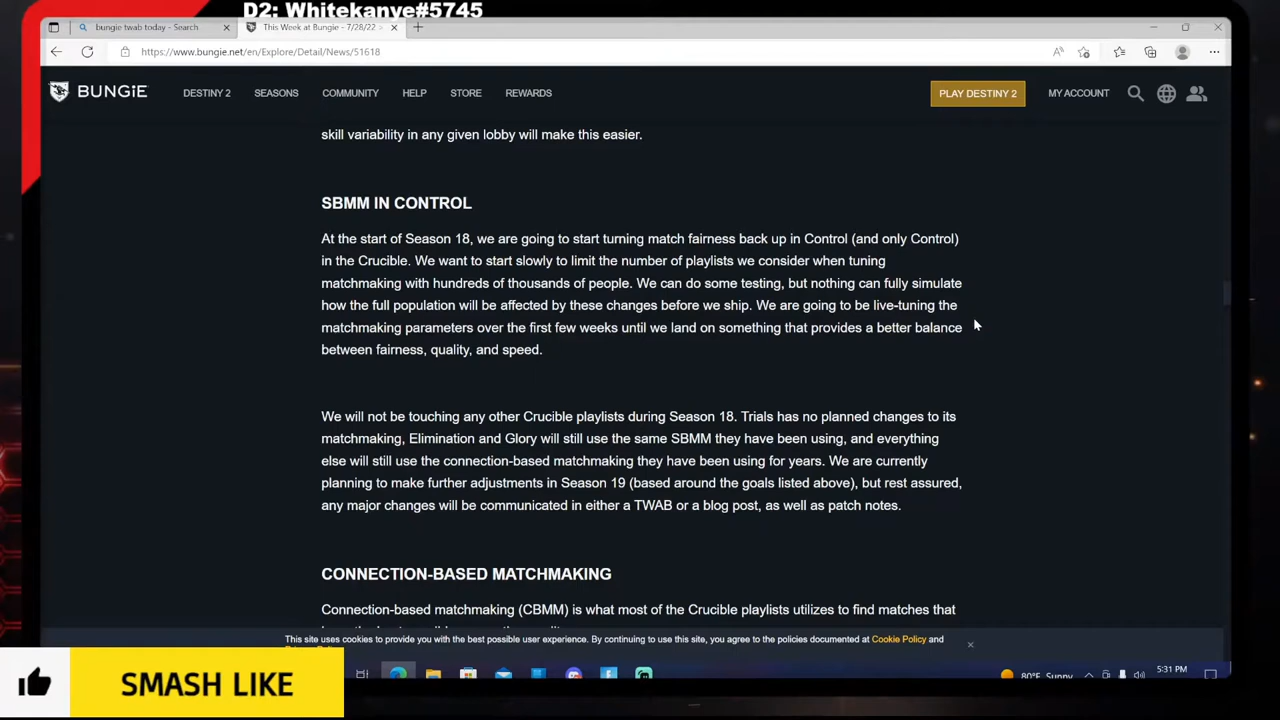 D2: Whitekanye#5745
bungie twab today - Search
This Week at Bungie - 7/28/22
https://www.bungie.net/en/Explore/Detail/News/51618
BUNGiE
DESTINY 2 SEASONS COMMUNITY HELP STORE REWARDS PLAY DESTINY 2 MY ACCOUNT
skill variability in any given lobby will make this easier.
SBMM IN CONTROL
At the start of Season 18, we are going to start turning match fairness back up in Control (and only Control)
in the Crucible. We want to start slowly to limit the number of playlists we consider when tuning
matchmaking with hundreds of thousands of people. We can do some testing, but nothing can fully simulate
how the full population will be affected by these changes before we ship. We are going to be live-tuning the
matchmaking parameters over the first few weeks until we land on something that provides a better balance
between fairness, quality, and speed.
We will not be touching any other Crucible playlists during Season 18. Trials has no planned changes to its
matchmaking, Elimination and Glory will still use the same SBMM they have been using, and everything
else will still use the connection-based matchmaking they have been using for years. We are currently
planning to make further adjustments in Season 19 (based around the goals listed above), but rest assured,
any major changes will be communicated in either a TWAB or a blog post, as well as patch notes.
CONNECTION-BASED MATCHMAKING
Connection-based matchmaking (CBMM) is what most of the Crucible playlists utilizes to find matches that
This site uses cookies to provide you with the best possible user experience. By continuing to use this site, you agree to the policies documented at Cookie Policy and
80°F Sunny
5:31 PM
SMASH LIKE